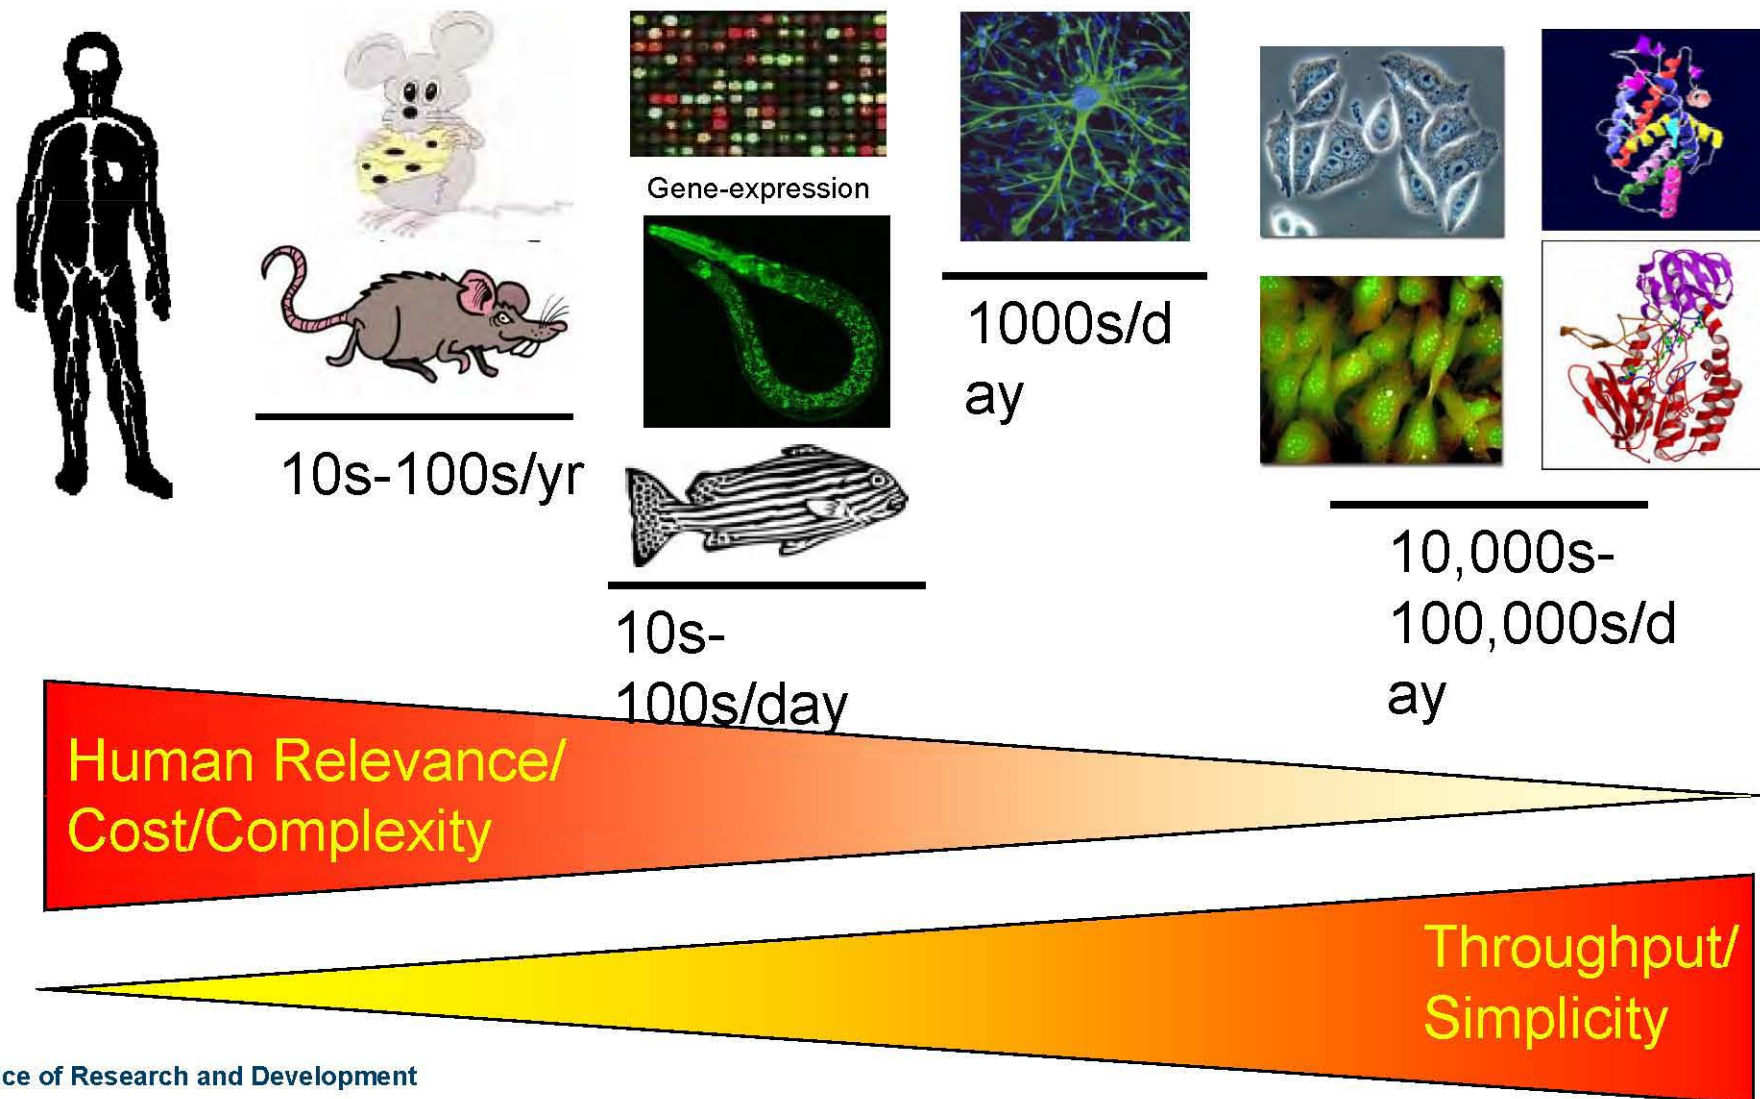 Gene-expression
1000s/d
ay
10s-100s/yr
10,000s-
100,000s/d
ay
10s-
100s/day
Human Relevance/
Cost/Complexity
Throughput/
Simplicity
ce of Research and Development